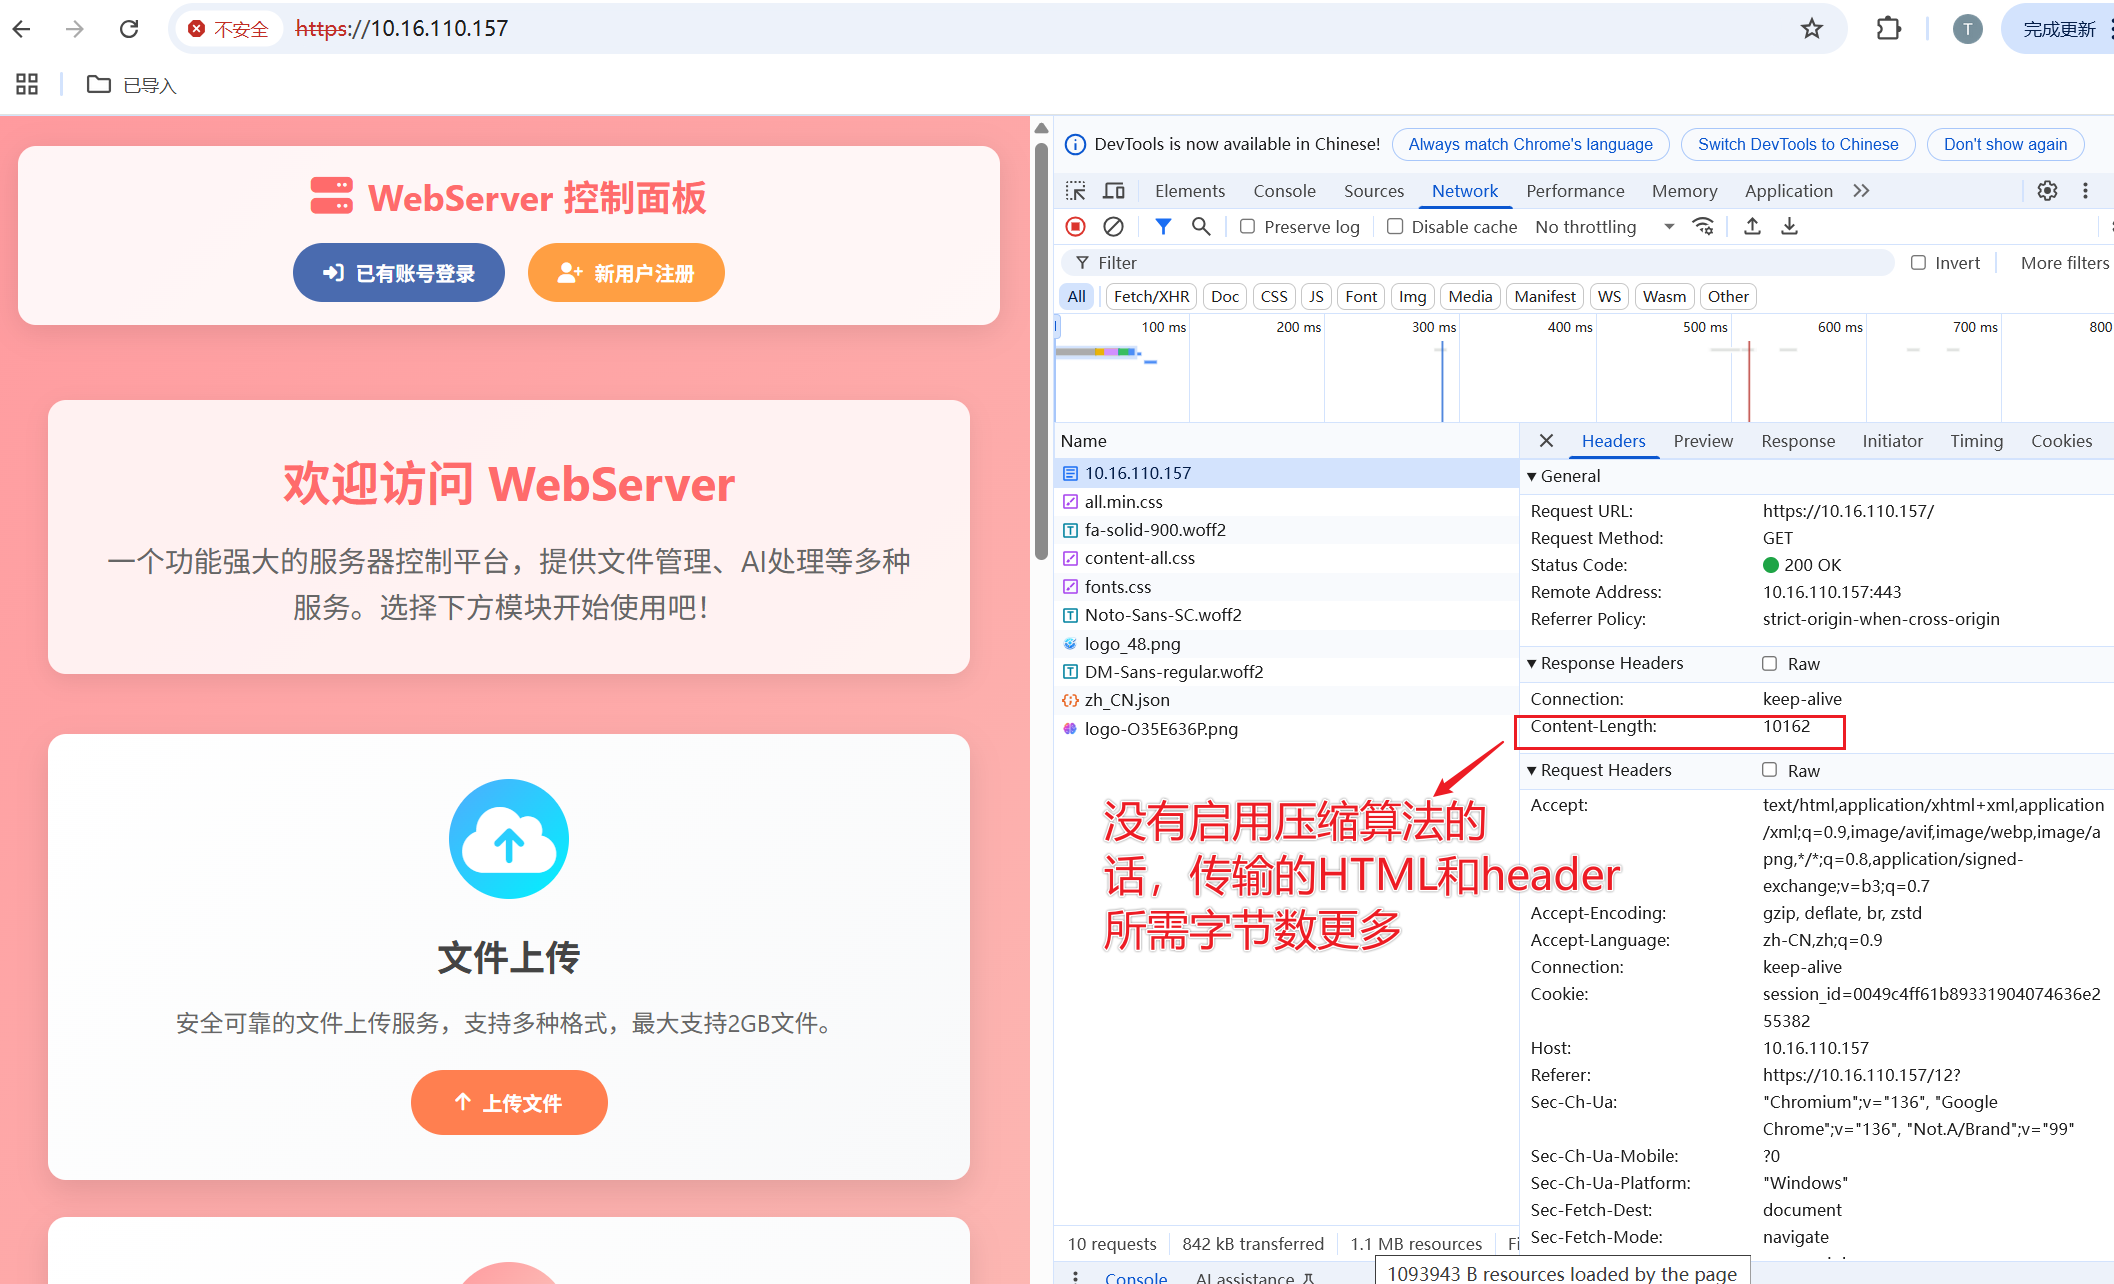 不安全
https://10.16.110.157
T
完成更新
已导入
WebServer 控制面板
已有账号登录
新用户注册
欢迎访问 WebServer
一个功能强大的服务器控制平台，提供文件管理、AI处理等多种
服务。选择下方模块开始使用吧！
文件上传
安全可靠的文件上传服务，支持多种格式，最大支持2GB文件。
上传文件
DevTools is now available in Chinese!
Always match Chrome's language
Switch DevTools to Chinese
Don't show again
Elements
Console
Sources
Network
Performance
Memory
Application
Preserve log
Disable cache
No throttling
Filter
Invert
More filters
All
Fetch/XHR
Doc
CSS
JS
Font
Img
Media
Manifest
WS
Wasm
Other
100 ms
200 ms
300 ms
400 ms
500 ms
600 ms
700 ms
800
Name
10.16.110.157
all.min.css
fa-solid-900.woff2
content-all.css
fonts.css
Noto-Sans-SC.woff2
logo_48.png
DM-Sans-regular.woff2
zh_CN.json
logo-O35E636P.png
没有启用压缩算法的
话，传输的HTML和header
所需字节数更多
Headers
Preview
Response
Initiator
Timing
Cookies
General
Request URL: https://10.16.110.157/
Request Method: GET
Status Code: 200 OK
Remote Address: 10.16.110.157:443
Referrer Policy: strict-origin-when-cross-origin
Response Headers
Raw
Connection: keep-alive
Content-Length: 10162
Request Headers
Raw
Accept: text/html,application/xhtml+xml,application
/xml;q=0.9,image/avif,image/webp,image/a
png,*/*;q=0.8,application/signed-
exchange;v=b3;q=0.7
Accept-Encoding: gzip, deflate, br, zstd
Accept-Language: zh-CN,zh;q=0.9
Connection: keep-alive
Cookie: session_id=0049c4ff61b89331904074636e2
55382
Host: 10.16.110.157
Referer: https://10.16.110.157/12?
Sec-Ch-Ua: "Chromium";v="136", "Google
Chrome";v="136", "Not.A/Brand";v="99"
Sec-Ch-Ua-Mobile: ?0
Sec-Ch-Ua-Platform: "Windows"
Sec-Fetch-Dest: document
Sec-Fetch-Mode: navigate
10 requests
842 kB transferred
1.1 MB resources
Fi
1093943 B resources loaded by the page
Console
AI assistance